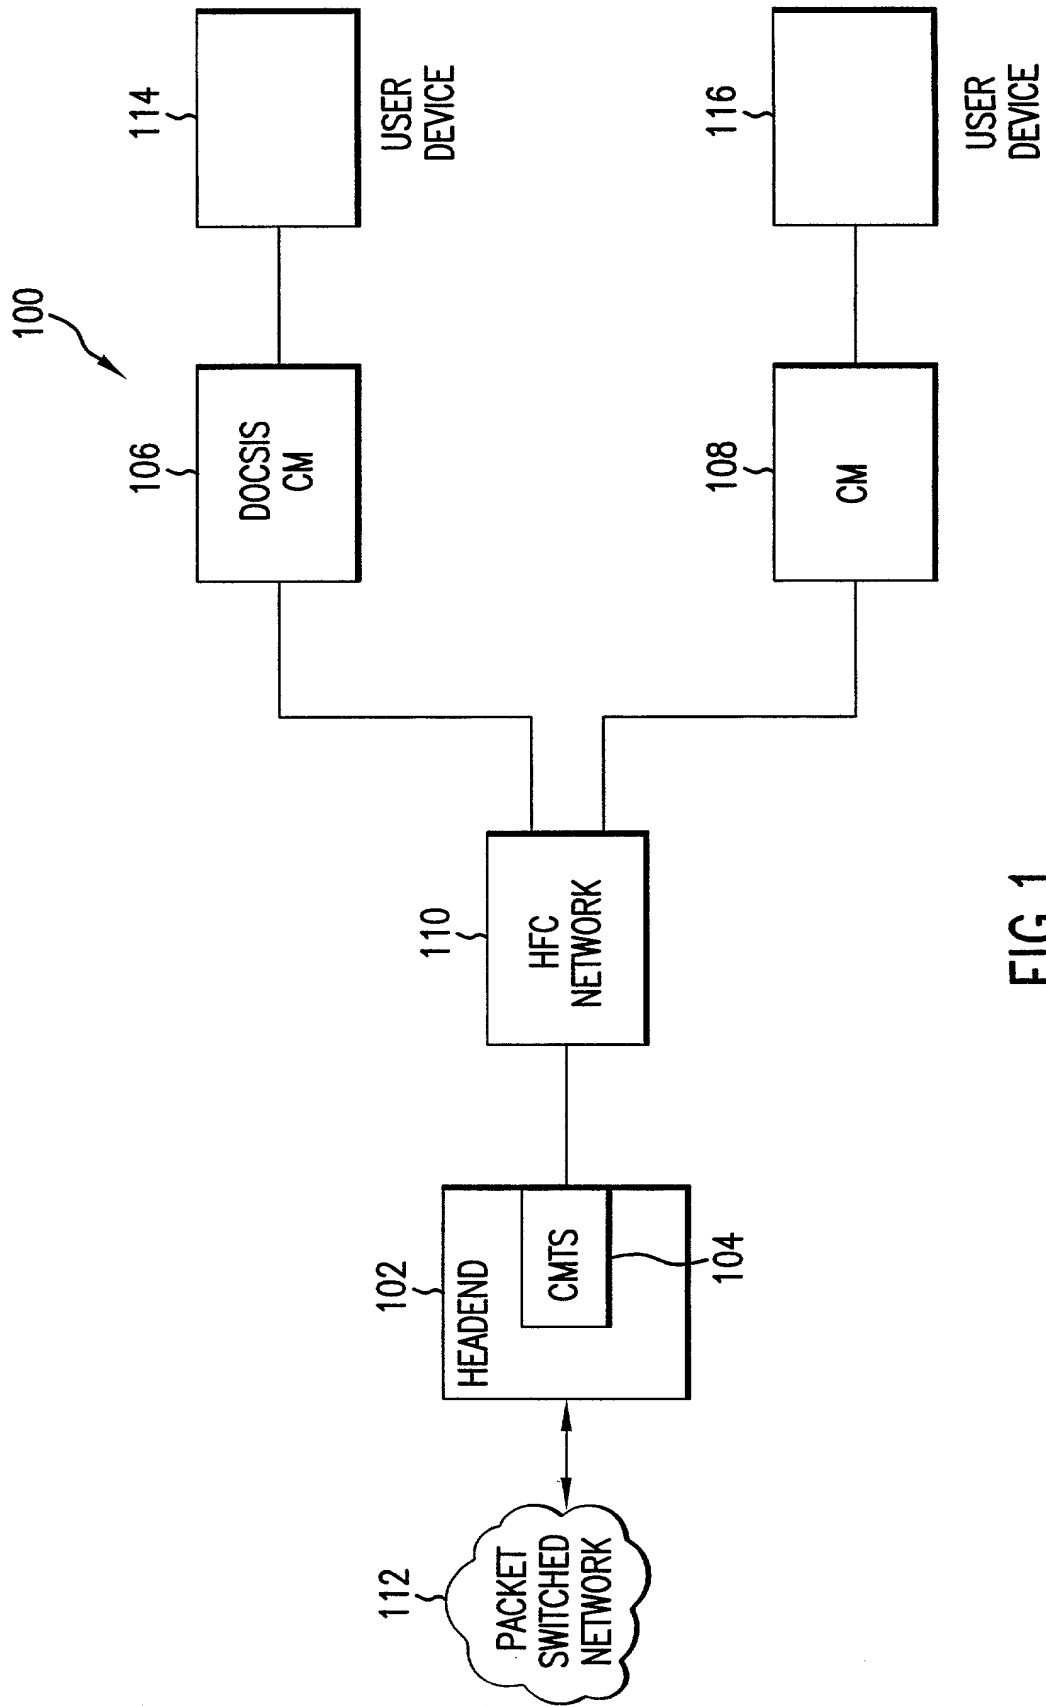 100
114
USER
DEVICE
106
DOCSIS
CM
116
USER
DEVICE
108
CM
110
HFC
NETWORK
102
HEADEND
CMTS
104
112
PACKET
SWITCHED
NETWORK
FIG. 1